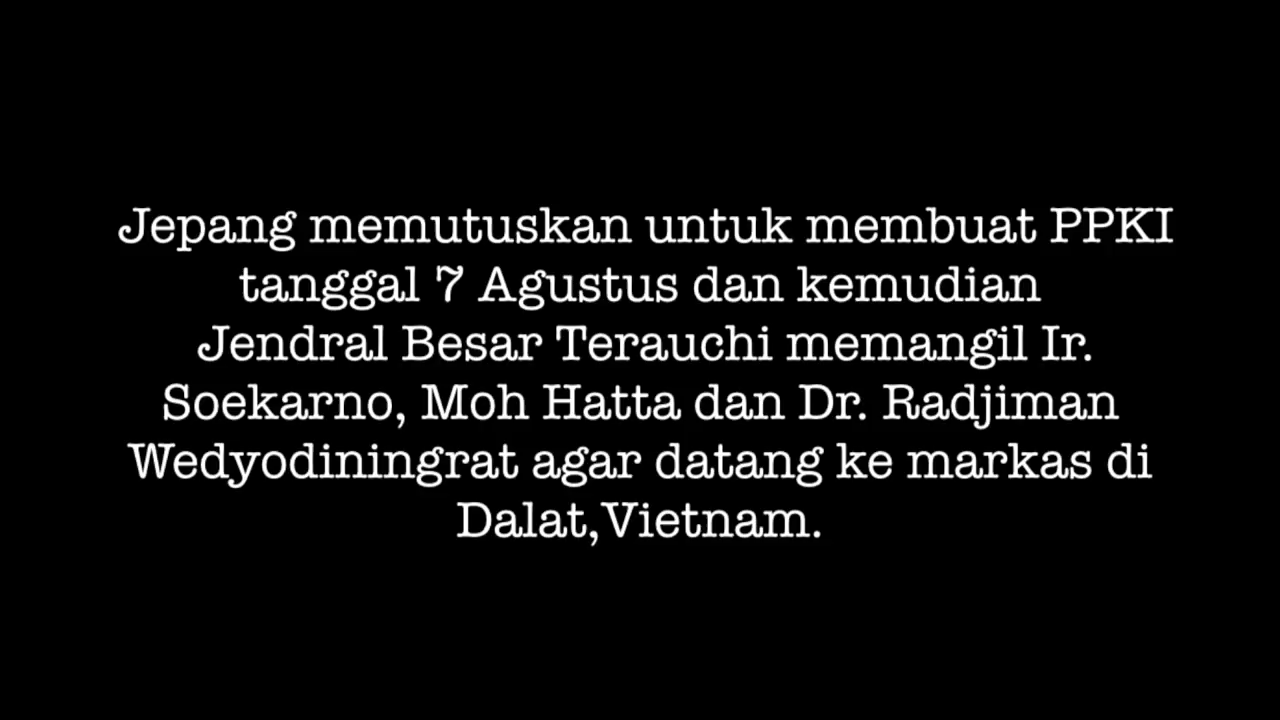 Jepang memutuskan untuk membuat PPKI
tanggal 7 Agustus dan kemudian
Jendral Besar Terauchi memangil Ir.
Soekarno, Moh Hatta dan Dr. Radjiman
Wedyodiningrat agar datang ke markas di
Dalat,Vietnam.